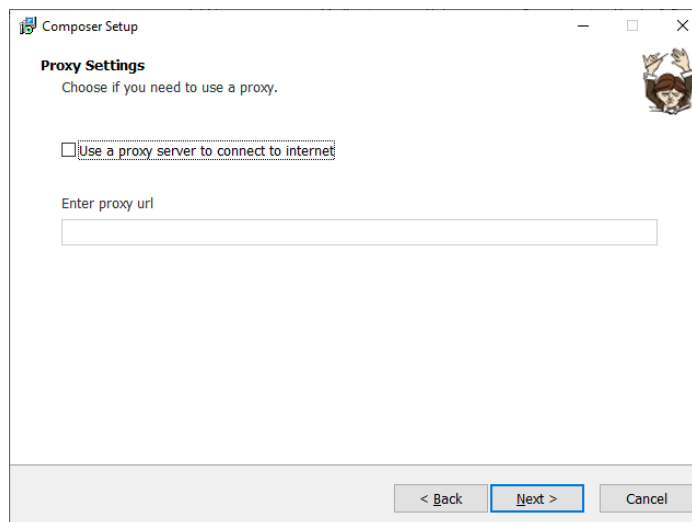 Composer Setup
Proxy Settings
Choose if you need to use a proxy.
Use a proxy server to connect to internet
Enter proxy url
< Back
Next >
Cancel